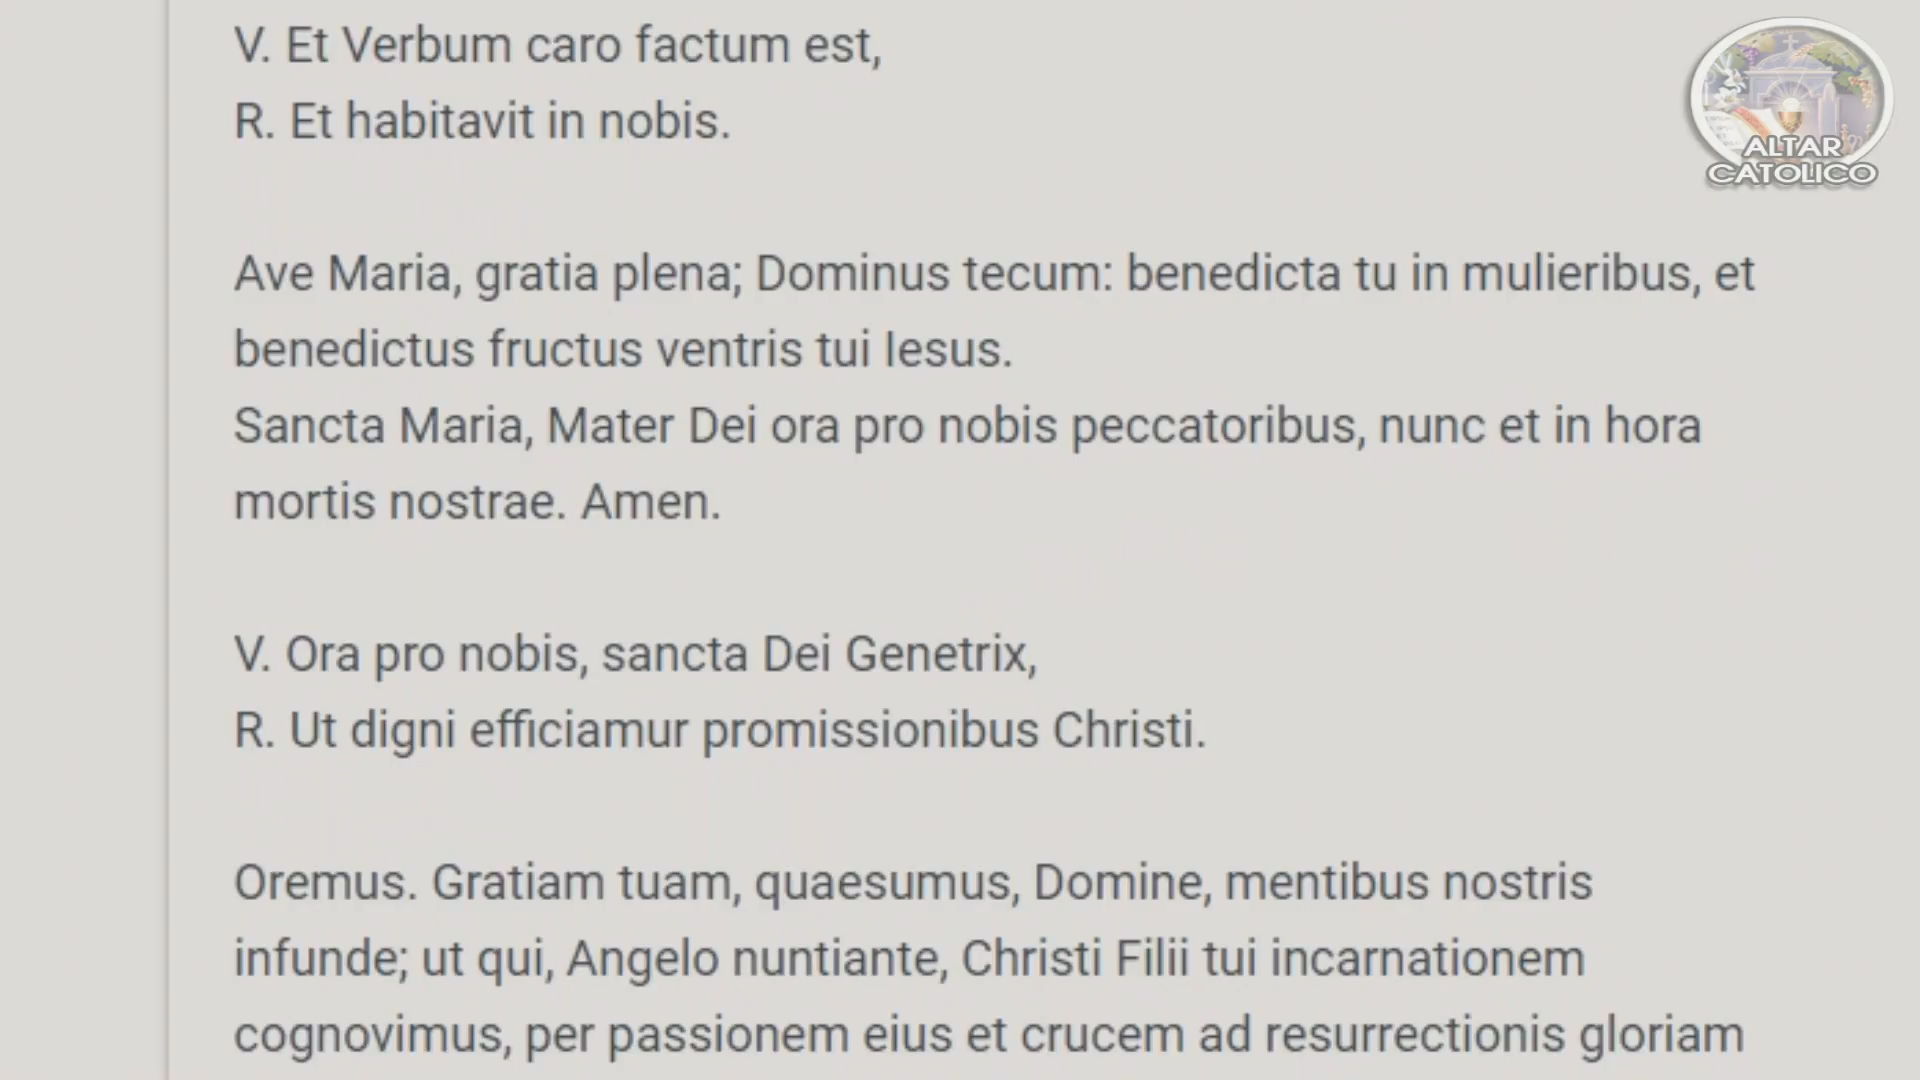 V. Et Verbum caro factum est,
R. Et habitavit in nobis.
Ave Maria, gratia plena; Dominus tecum: benedicta tu in mulieribus, et
benedictus fructus ventris tui Iesus.
Sancta Maria, Mater Dei ora pro nobis peccatoribus, nunc et in hora
mortis nostrae. Amen.
V. Ora pro nobis, sancta Dei Genetrix,
R. Ut digni efficiamur promissionibus Christi.
Oremus. Gratiam tuam, quaesumus, Domine, mentibus nostris
infunde; ut qui, Angelo nuntiante, Christi Filii tui incarnationem
cognovimus, per passionem eius et crucem ad resurrectionis gloriam
ALTAR
CATOLICO